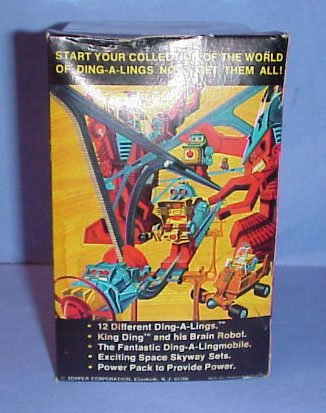 START YOUR COLLECTION OF THE WORLD
OF DING-A-LINGS NOW! GET THEM ALL!
• 12 Different Ding-A-Lings.™
• King Ding™ and his Brain Robot.
• The Fantastic Ding-A-Lingmobile.
• Exciting Space Skyway Sets.
• Power Pack to Provide Power.
© TOPPER CORPORATION, Elizabeth, N. J.